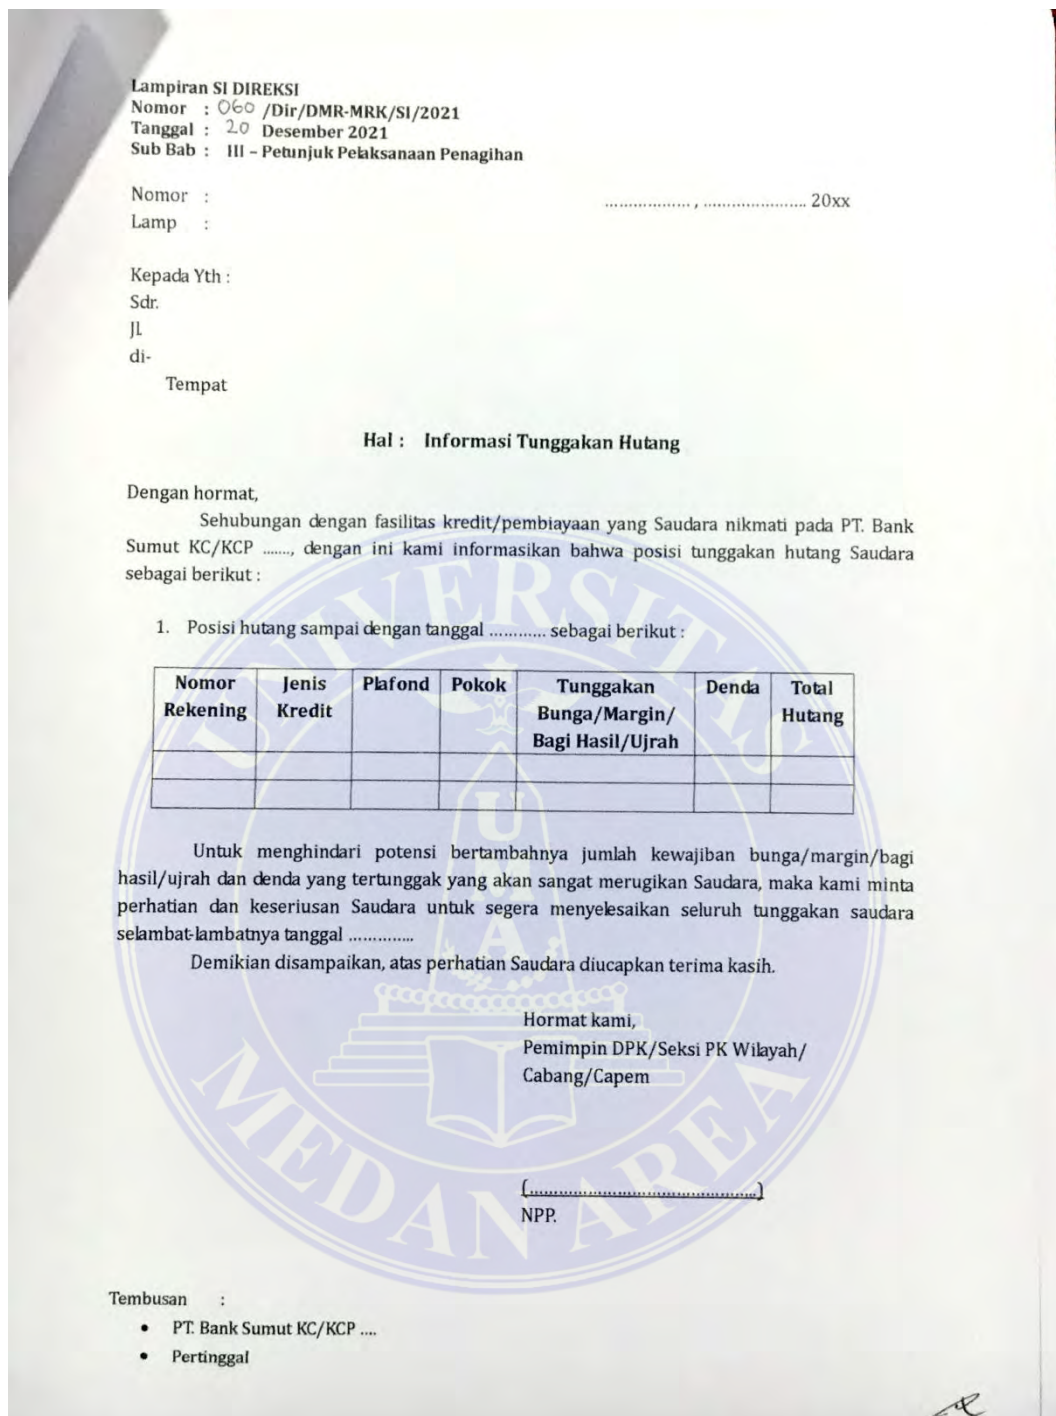 Lampiran SI DIREKSI
Nomor : 060 /Dir/DMR-MRK/SI/2021
Tanggal : 20 Desember 2021
Sub Bab : III – Petunjuk Pelaksanaan Penagihan
Nomor :
.................. , ...................... 20xx
Lamp :
Kepada Yth :
Sdr.
Jl.
di-
Tempat
Hal : Informasi Tunggakan Hutang
Dengan hormat,
Sehubungan dengan fasilitas kredit/pembiayaan yang Saudara nikmati pada PT. Bank
Sumut KC/KCP ......., dengan ini kami informasikan bahwa posisi tunggakan hutang Saudara
sebagai berikut :
1. Posisi hutang sampai dengan tanggal ............ sebagai berikut :
Nomor Jenis Plafond Pokok Tunggakan Denda Total
Rekening Kredit Bunga/Margin/ Hutang
Bagi Hasil/Ujrah
Untuk menghindari potensi bertambahnya jumlah kewajiban bunga/margin/bagi
hasil/ujrah dan denda yang tertunggak yang akan sangat merugikan Saudara, maka kami minta
perhatian dan keseriusan Saudara untuk segera menyelesaikan seluruh tunggakan saudara
selambat-lambatnya tanggal ..............
Demikian disampaikan, atas perhatian Saudara diucapkan terima kasih.
Hormat kami,
Pemimpin DPK/Seksi PK Wilayah/
Cabang/Capem
(...............................................)
NPP.
Tembusan :
• PT. Bank Sumut KC/KCP ....
• Pertinggal
UNIVERSITAS
UMA
MEDAN AREA